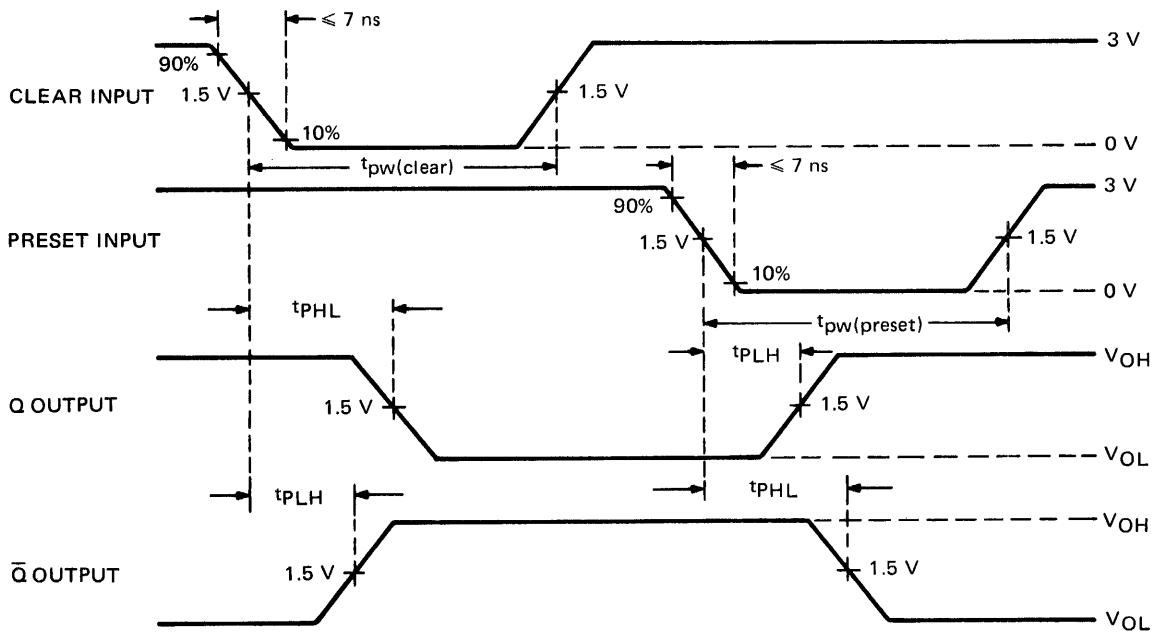 ≤ 7 ns
3 V
90%
CLEAR INPUT
1.5 V
1.5 V
10%
0 V
tpw(clear)
≤ 7 ns
3 V
90%
PRESET INPUT
1.5 V
1.5 V
10%
0 V
tPHL
tpw(preset)
tPLH
VOH
Q OUTPUT
1.5 V
1.5 V
VOL
tPLH
tPHL
VOH
Q̄ OUTPUT
1.5 V
1.5 V
VOL